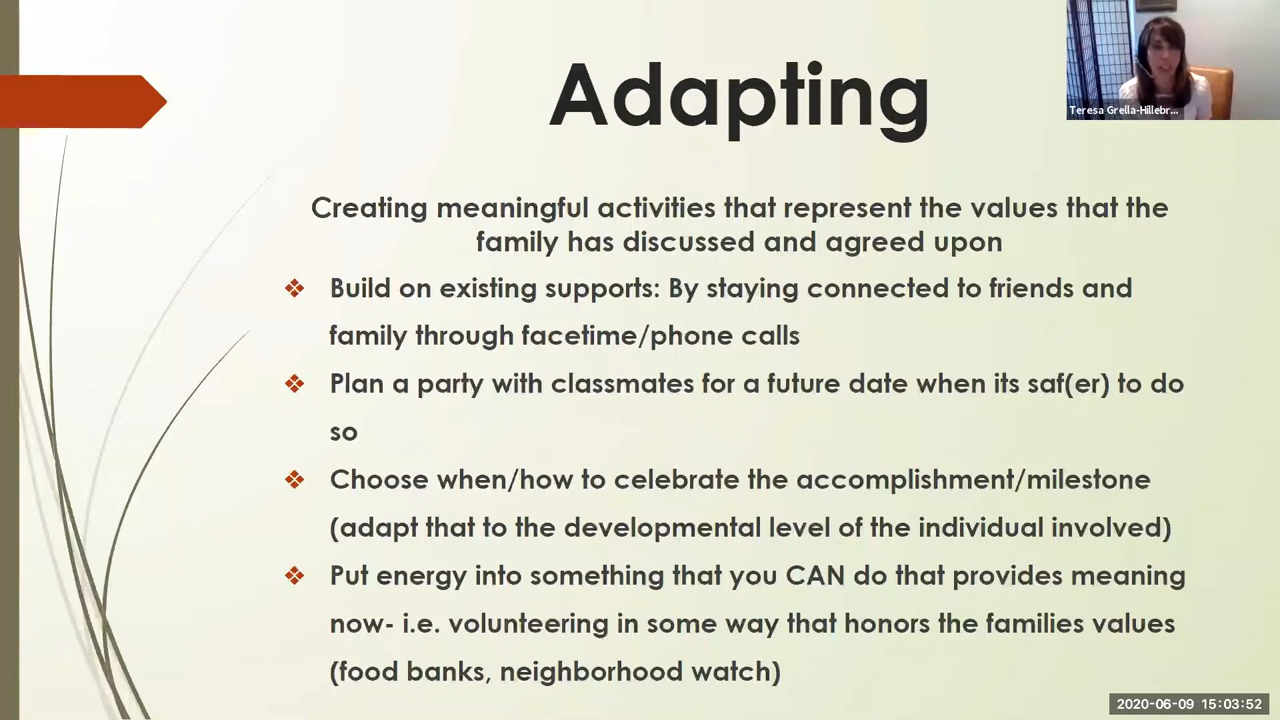 Adapting
Teresa Grella-Hillebr...
Creating meaningful activities that represent the values that the
family has discussed and agreed upon
❖ Build on existing supports: By staying connected to friends and
family through facetime/phone calls
❖ Plan a party with classmates for a future date when its saf(er) to do
so
❖ Choose when/how to celebrate the accomplishment/milestone
(adapt that to the developmental level of the individual involved)
❖ Put energy into something that you CAN do that provides meaning
now- i.e. volunteering in some way that honors the families values
(food banks, neighborhood watch)
2020-06-09 15:03:52